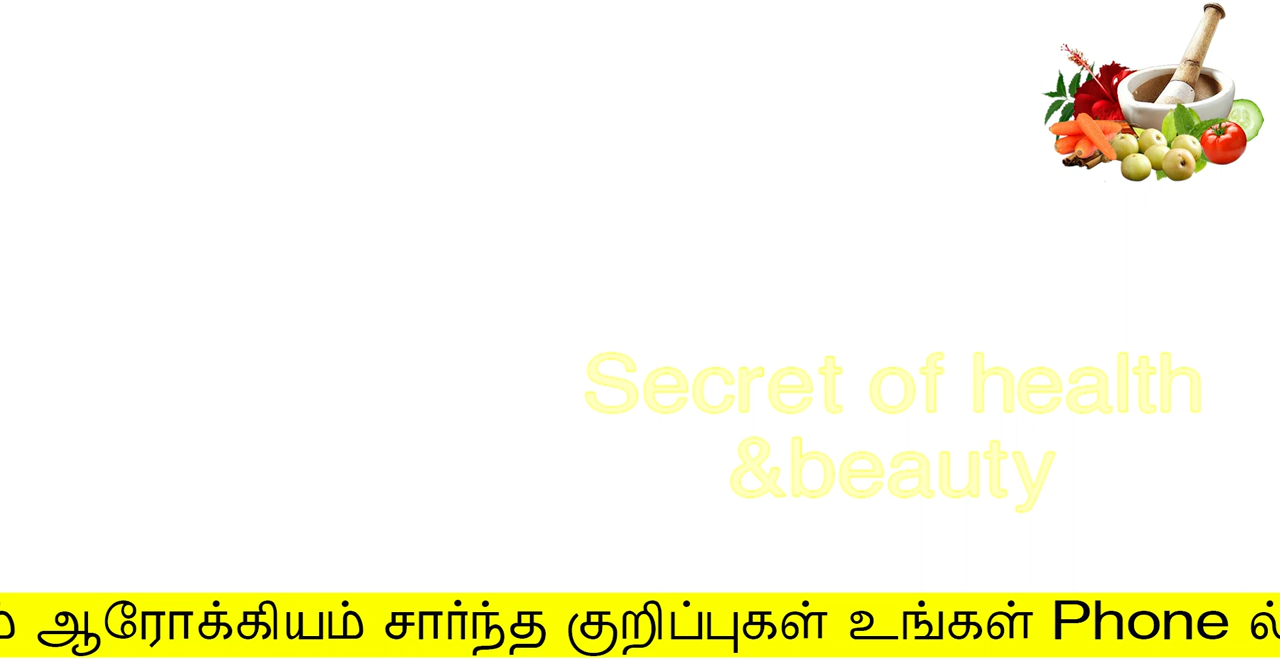 Secret of health
&beauty
ஆரோக்கியம் சார்ந்த குறிப்புகள் உங்கள் Phone ல்